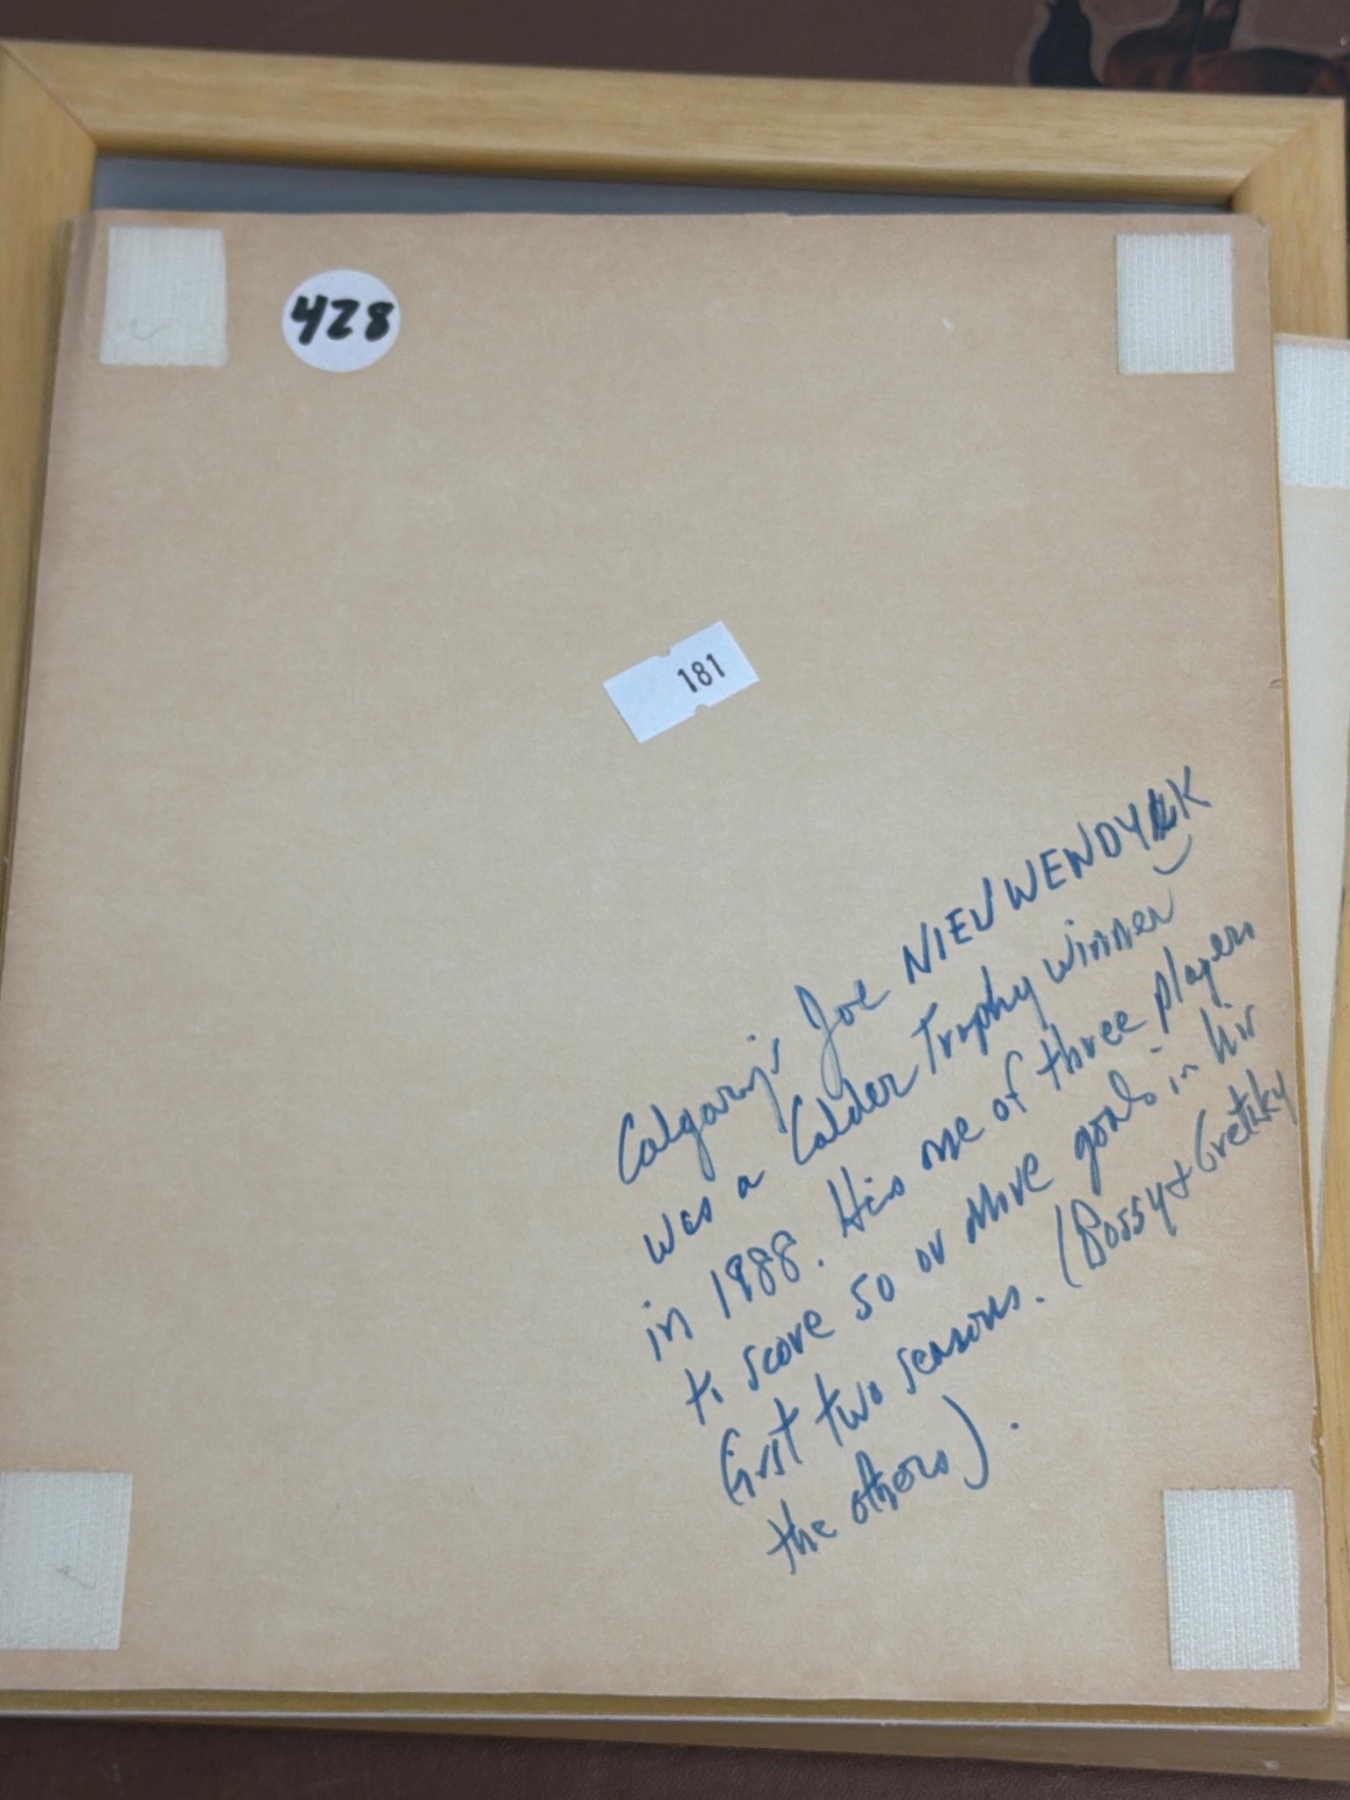 428
181
Calgary's Joe NIEUWENDYK
was a Calder Trophy winner
in 1988. He is one of three players
to score 50 or more goals in his
first two seasons. (Bossy + Gretzky
the others).